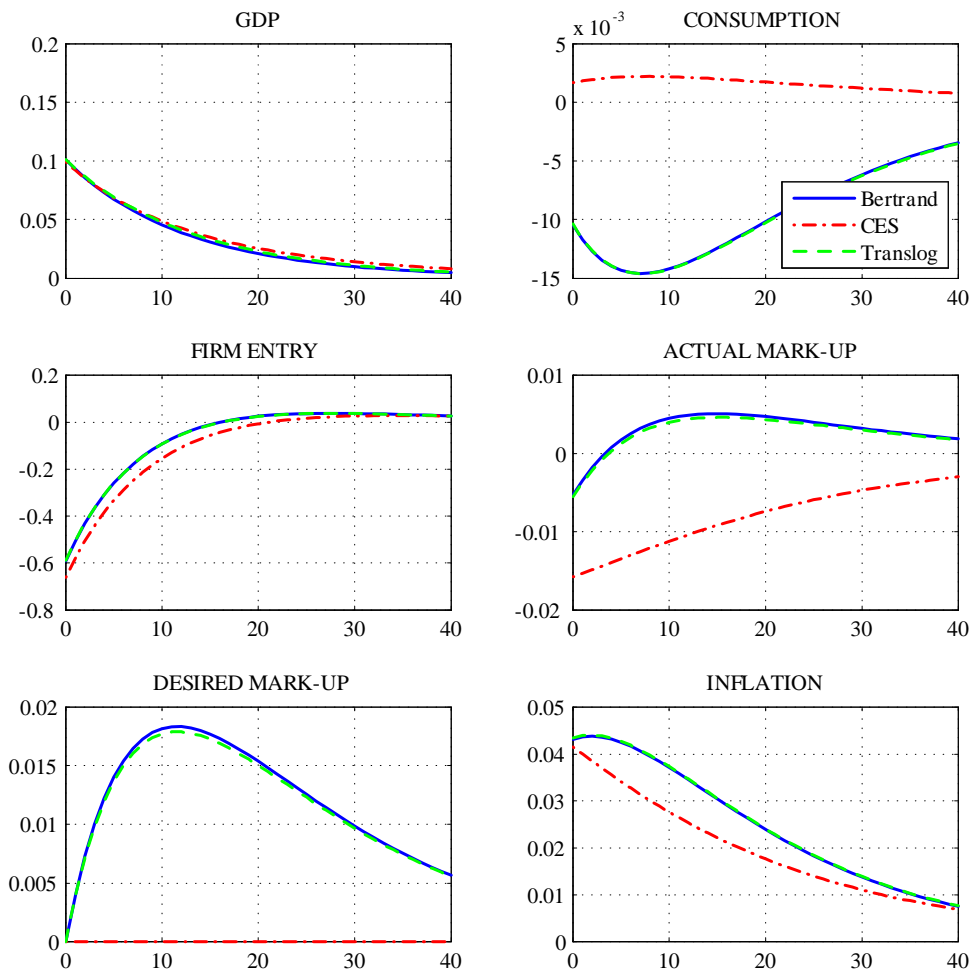 GDP
0.2
0.15
0.1
0.05
0
0 10 20 30 40
5 x 10 -3
CONSUMPTION
5
0
-5
-10
-15
0 10 20 30 40
Bertrand
CES
Translog
FIRM ENTRY
0.2
0
-0.2
-0.4
-0.6
-0.8
0 10 20 30 40
ACTUAL MARK-UP
0.01
0
-0.01
-0.02
0 10 20 30 40
DESIRED MARK-UP
0.02
0.015
0.01
0.005
0
0 10 20 30 40
INFLATION
0.05
0.04
0.03
0.02
0.01
0
0 10 20 30 40